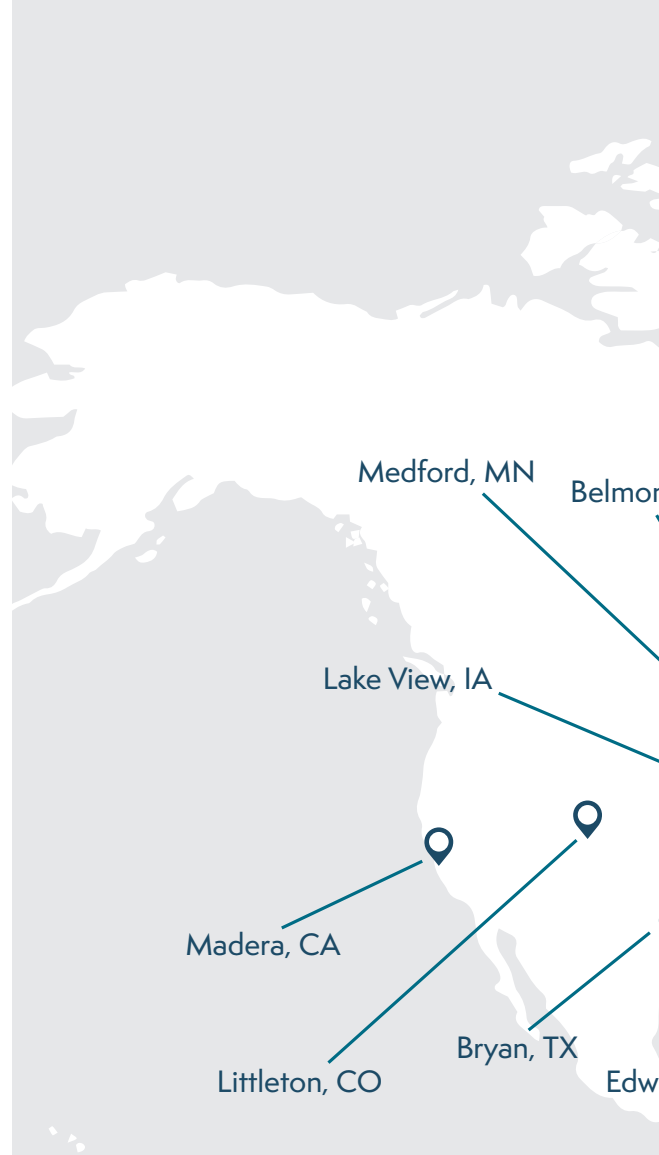 Medford, MN
Lake View, IA
Madera, CA
Bryan, TX
Littleton, CO